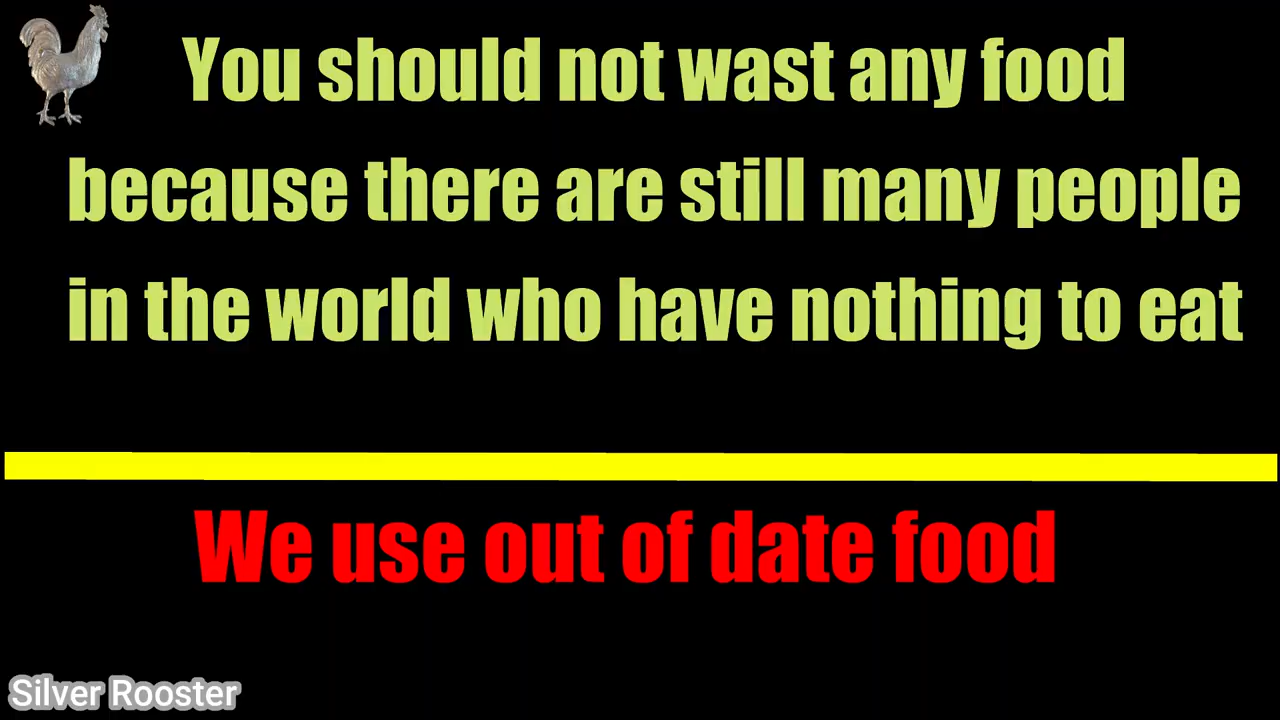 You should not wast any food
because there are still many people
in the world who have nothing to eat
We use out of date food
Silver Rooster